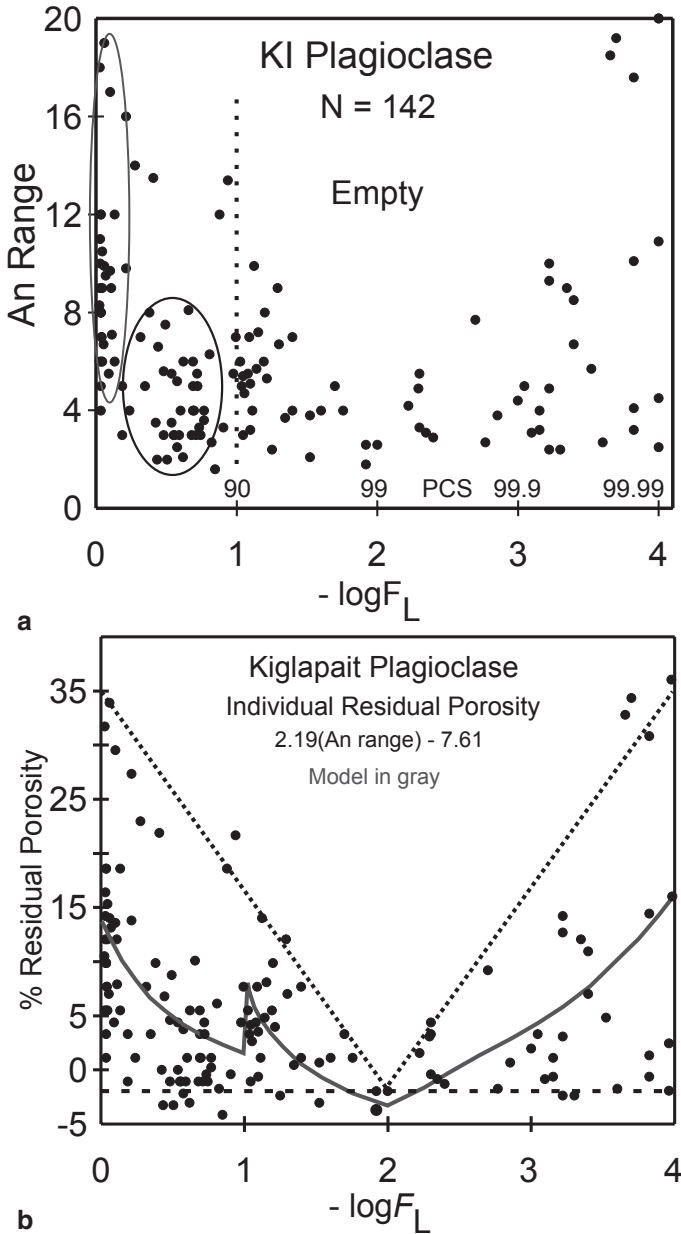 20
16
12
8
4
0
An Range
KI Plagioclase
N = 142
Empty
90 99 PCS 99.9 99.99
0 1 2 3 4
- logF_L
a
35
25
15
5
0
-5
% Residual Porosity
Kiglapait Plagioclase
Individual Residual Porosity
2.19(An range) - 7.61
Model in gray
0 1 2 3 4
- logF_L
b